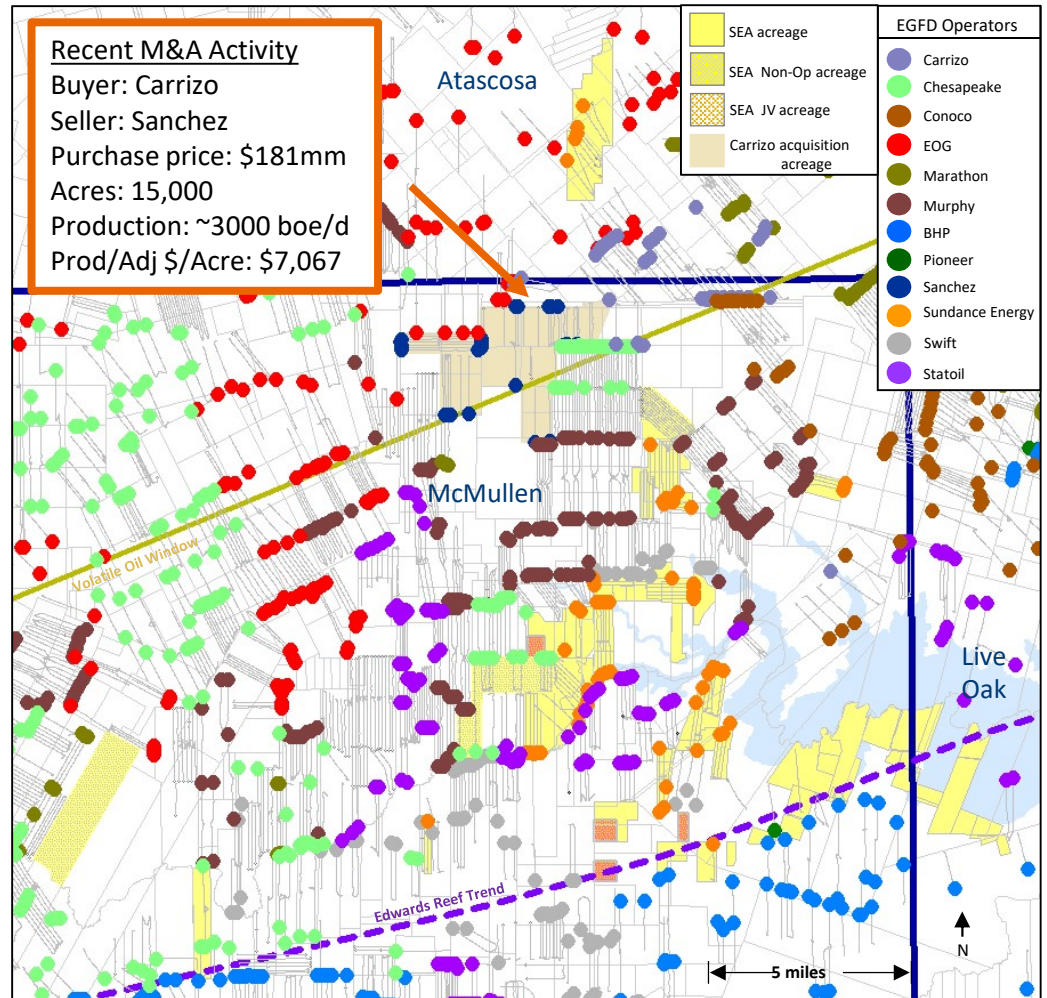 Recent M&A Activity
Buyer: Carrizo
Seller: Sanchez
Purchase price: $181mm
Acres: 15,000
Production: ~3000 boe/d
Prod/Adj $/Acre: $7,067
Atascosa
SEA acreage
SEA Non-Op acreage
SEA JV acreage
Carrizo acquisition
acreage
EGFD Operators
Carrizo
Chesapeake
Conoco
EOG
Marathon
Murphy
BHP
Pioneer
Sanchez
Sundance Energy
Swift
Statoil
McMullen
Volatile Oil Window
Live
Oak
Edwards Reef Trend
N
5 miles